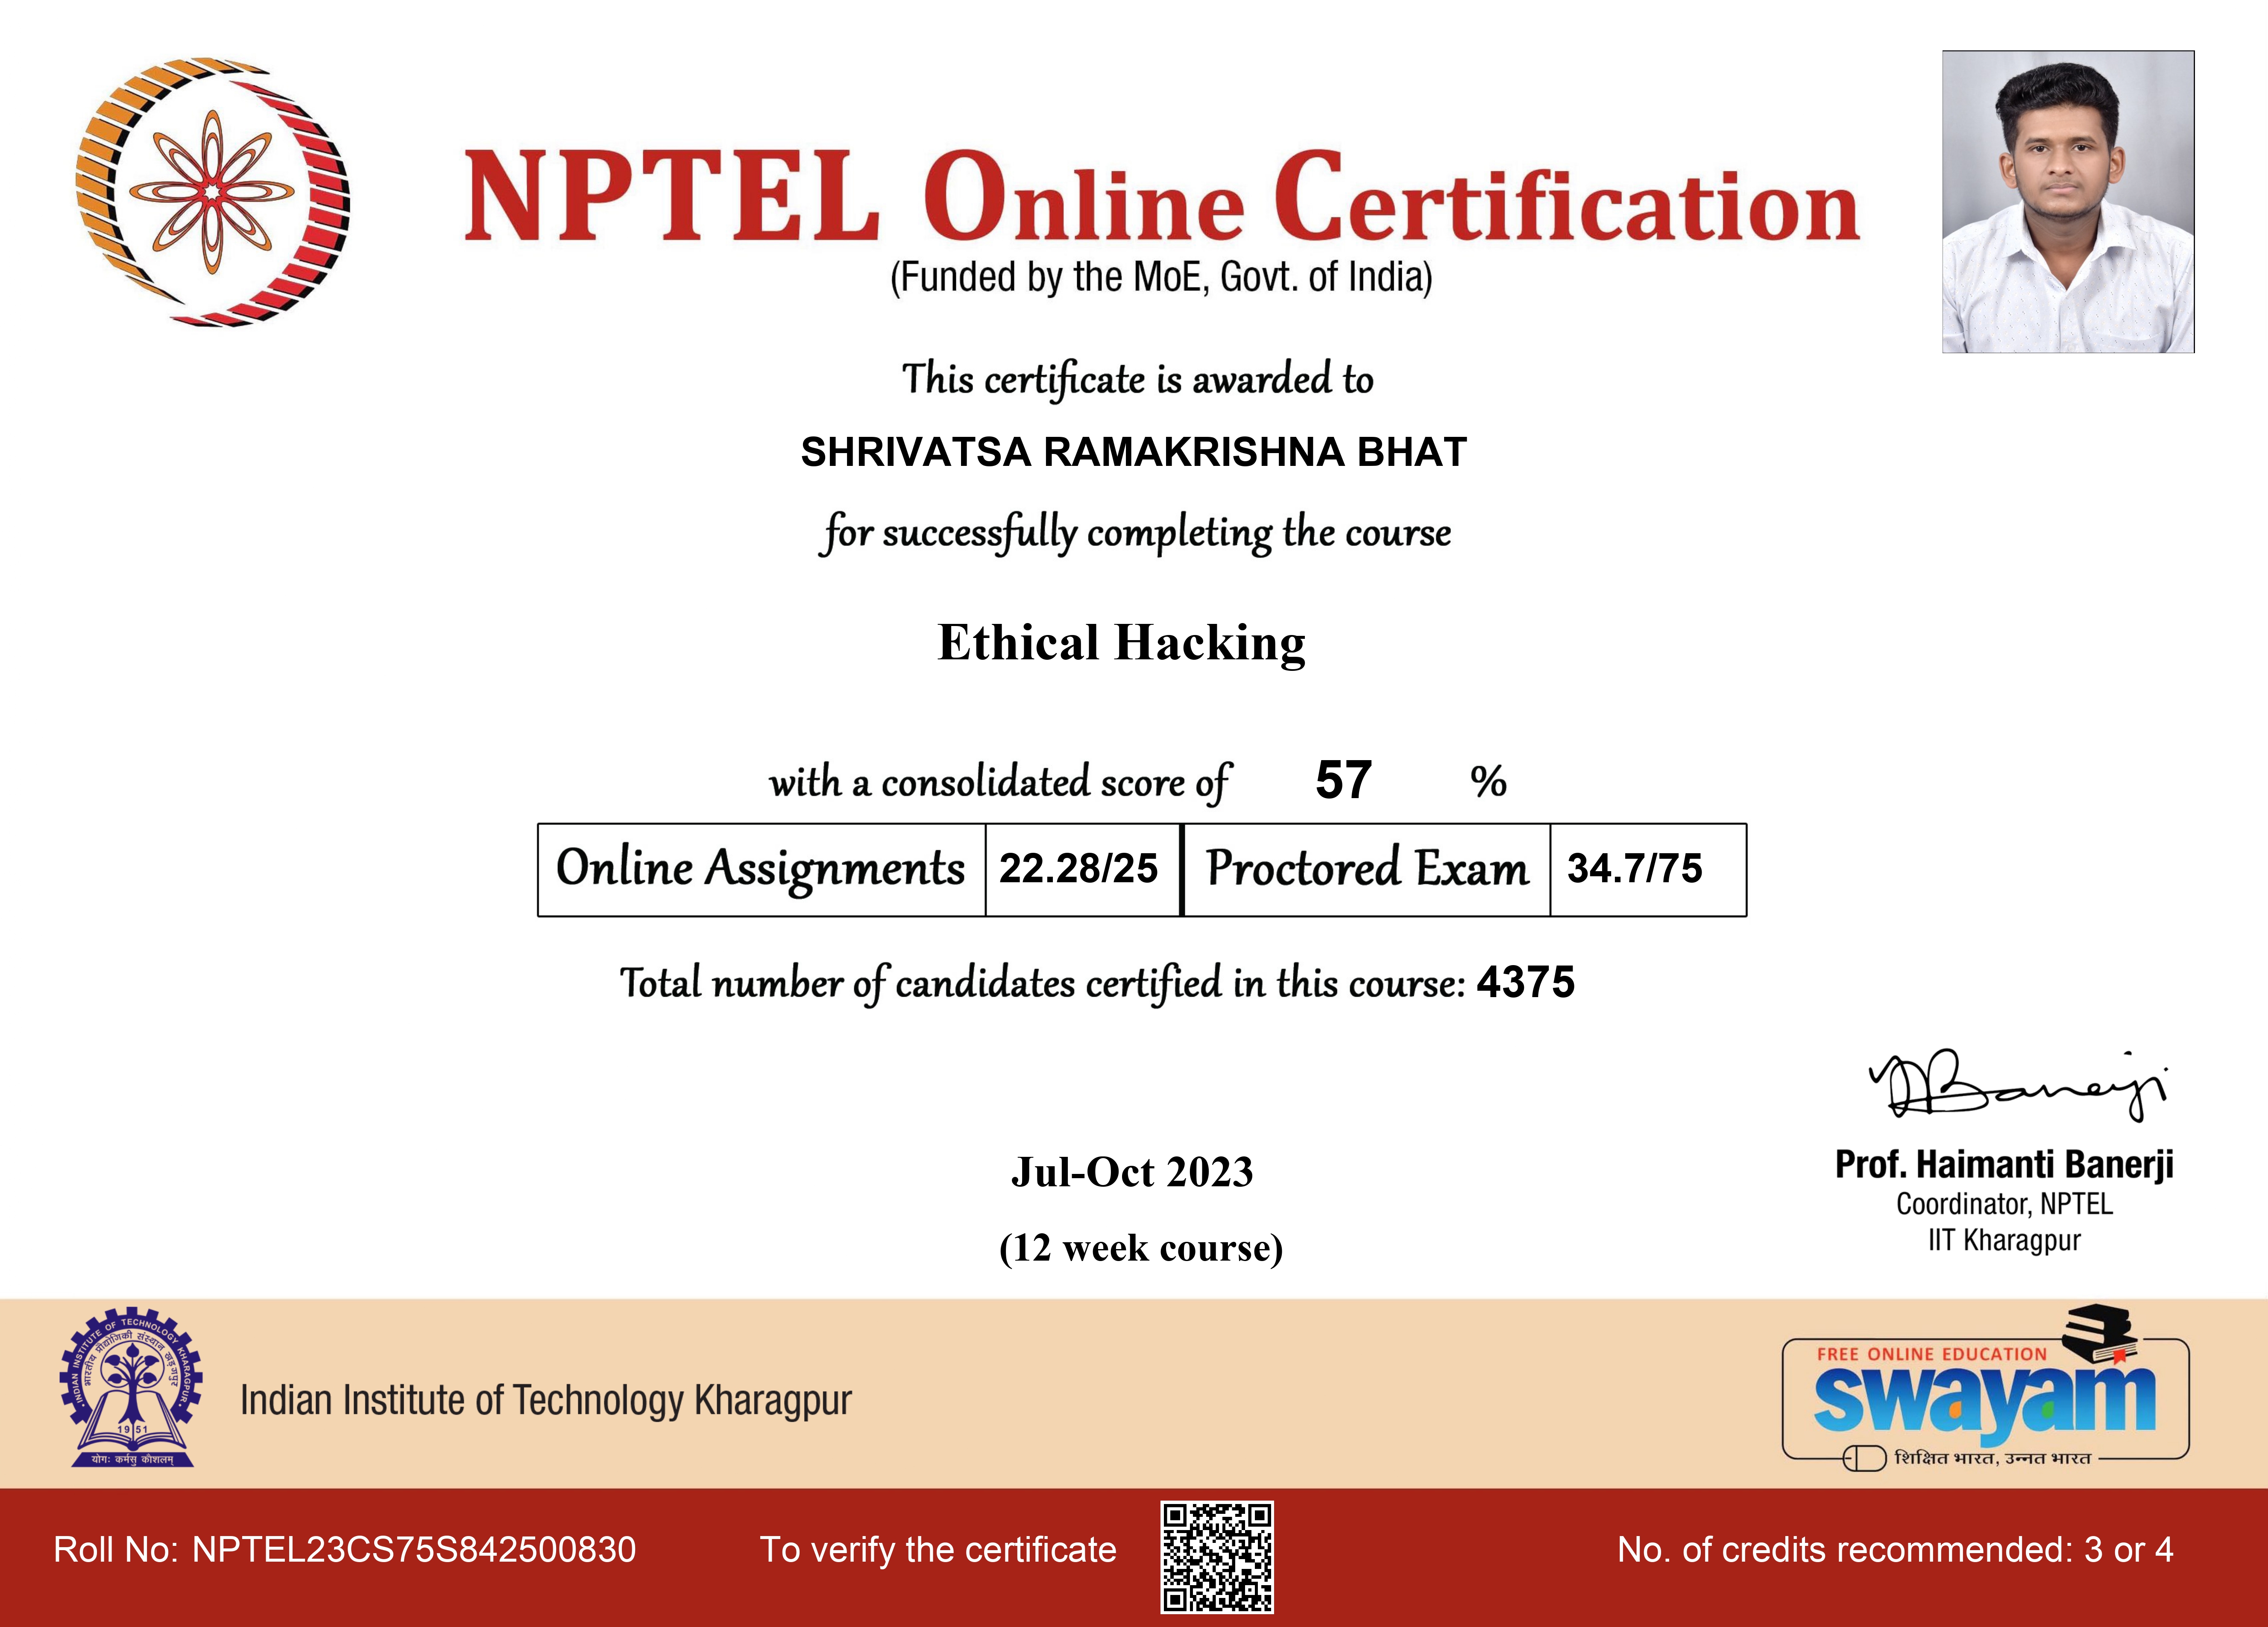 NPTEL Online Certification
(Funded by the MoE, Govt. of India)
This certificate is awarded to
SHRIVATSA RAMAKRISHNA BHAT
for successfully completing the course
Ethical Hacking
with a consolidated score of 57 %
Online Assignments 22.28/25 Proctored Exam 34.7/75
Total number of candidates certified in this course: 4375
Banerji
Jul-Oct 2023
(12 week course)
Prof. Haimanti Banerji
Coordinator, NPTEL
IIT Kharagpur
INDIAN INSTITUTE OF TECHNOLOGY KHARAGPUR
भारतीय प्रौद्योगिकी संस्थान खड़गपुर
1951
योगः कर्मसु कौशलम्
Indian Institute of Technology Kharagpur
FREE ONLINE EDUCATION
swayam
शिक्षित भारत, उन्नत भारत
Roll No: NPTEL23CS75S842500830
To verify the certificate
No. of credits recommended: 3 or 4